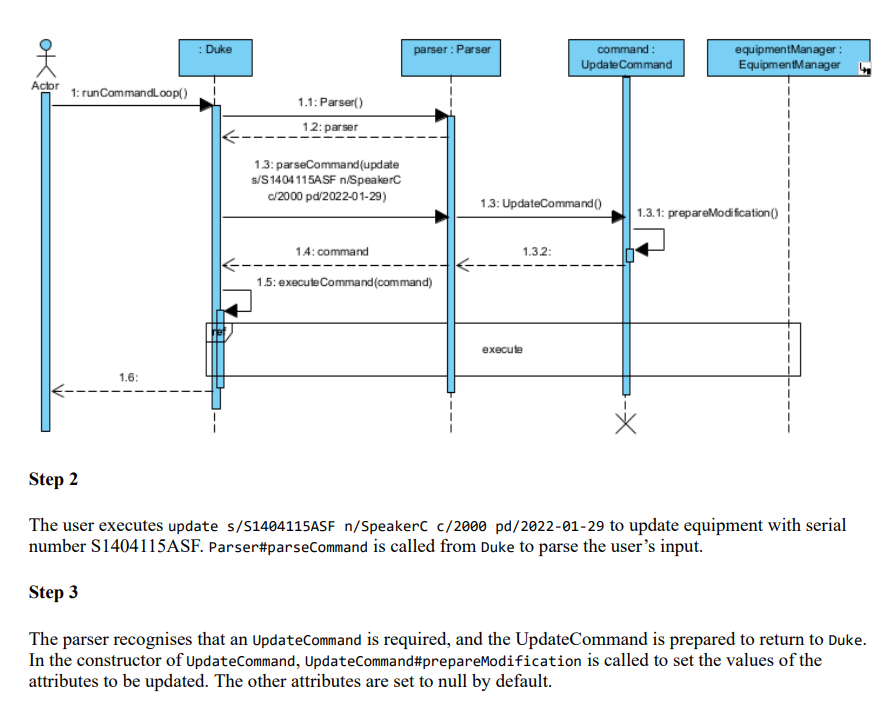 : Duke
parser : Parser
command :
UpdateCommand
equipmentManager :
EquipmentManager
Actor
1: runCommandLoop()
1.1: Parser()
1.2: parser
1.3: parseCommand(update
s/S1404115ASF n/SpeakerC
c/2000 pd/2022-01-29)
1.3: UpdateCommand()
1.3.1: prepareModification()
1.4: command
1.3.2:
1.5: executeCommand(command)
ref
execute
1.6:
Step 2
The user executes update s/S1404115ASF n/SpeakerC c/2000 pd/2022-01-29 to update equipment with serial
number S1404115ASF. Parser#parseCommand is called from Duke to parse the user’s input.
Step 3
The parser recognises that an UpdateCommand is required, and the UpdateCommand is prepared to return to Duke.
In the constructor of UpdateCommand, UpdateCommand#prepareModification is called to set the values of the
attributes to be updated. The other attributes are set to null by default.